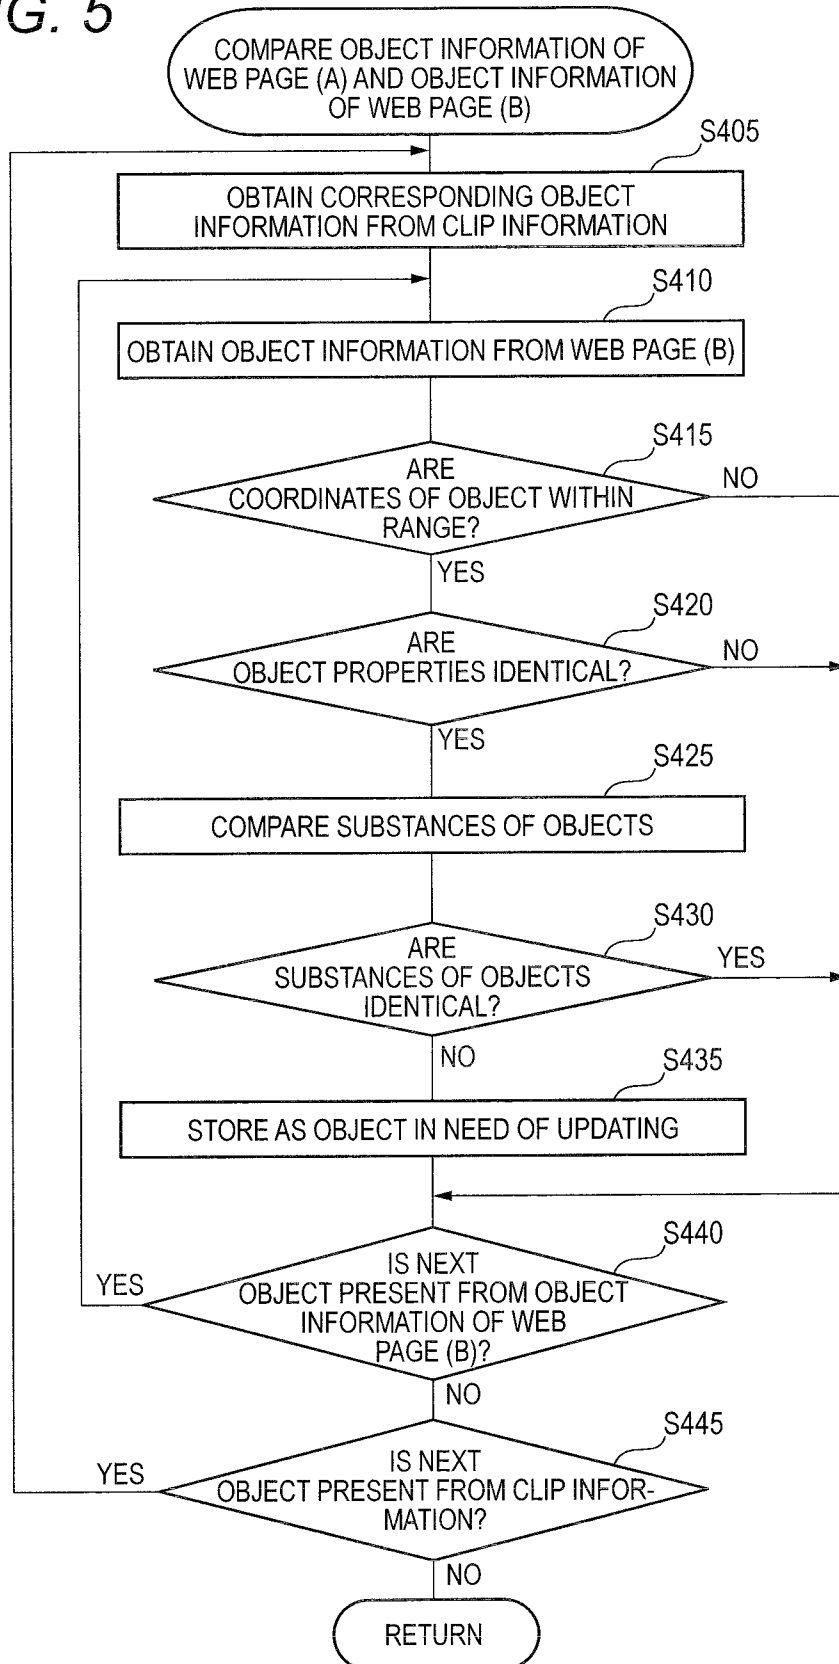 G. 5
COMPARE OBJECT INFORMATION OF
WEB PAGE (A) AND OBJECT INFORMATION
OF WEB PAGE (B)
S405
OBTAIN CORRESPONDING OBJECT
INFORMATION FROM CLIP INFORMATION
S410
OBTAIN OBJECT INFORMATION FROM WEB PAGE (B)
S415
ARE
COORDINATES OF OBJECT WITHIN
RANGE?
NO
YES
S420
ARE
OBJECT PROPERTIES IDENTICAL?
NO
YES
S425
COMPARE SUBSTANCES OF OBJECTS
S430
ARE
SUBSTANCES OF OBJECTS
IDENTICAL?
YES
NO
S435
STORE AS OBJECT IN NEED OF UPDATING
S440
IS NEXT
OBJECT PRESENT FROM OBJECT
INFORMATION OF WEB
PAGE (B)?
YES
NO
S445
IS NEXT
OBJECT PRESENT FROM CLIP INFOR-
MATION?
YES
NO
RETURN